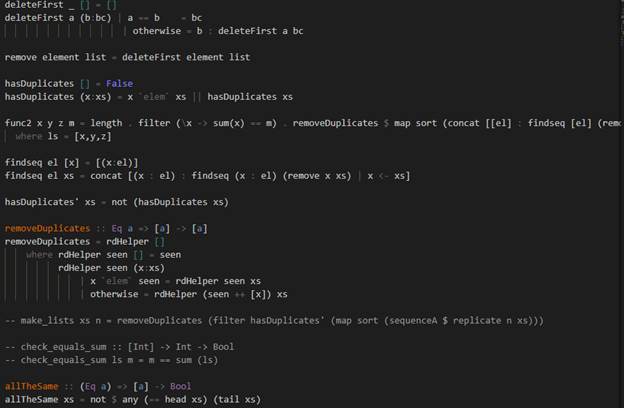 deleteFirst _ [] = []
deleteFirst a (b:bc) | a == b    = bc
                     | otherwise = b : deleteFirst a bc
remove element list = deleteFirst element list
hasDuplicates [] = False
hasDuplicates (x:xs) = x `elem` xs || hasDuplicates xs
func2 x y z m = length . filter (\x -> sum(x) == m) . removeDuplicates $ map sort (concat [[el] : findseq [el] (rem
  where ls = [x,y,z]
findseq el [x] = [(x:el)]
findseq el xs = concat [(x : el) : findseq (x : el) (remove x xs) | x <- xs]
hasDuplicates' xs = not (hasDuplicates xs)
removeDuplicates :: Eq a => [a] -> [a]
removeDuplicates = rdHelper []
    where rdHelper seen [] = seen
          rdHelper seen (x:xs)
              | x `elem` seen = rdHelper seen xs
              | otherwise = rdHelper (seen ++ [x]) xs
-- make_lists xs n = removeDuplicates (filter hasDuplicates' (map sort (sequenceA $ replicate n xs)))
-- check_equals_sum :: [Int] -> Int -> Bool
-- check_equals_sum ls m = m == sum (ls)
allTheSame :: (Eq a) => [a] -> Bool
allTheSame xs = not $ any (== head xs) (tail xs)